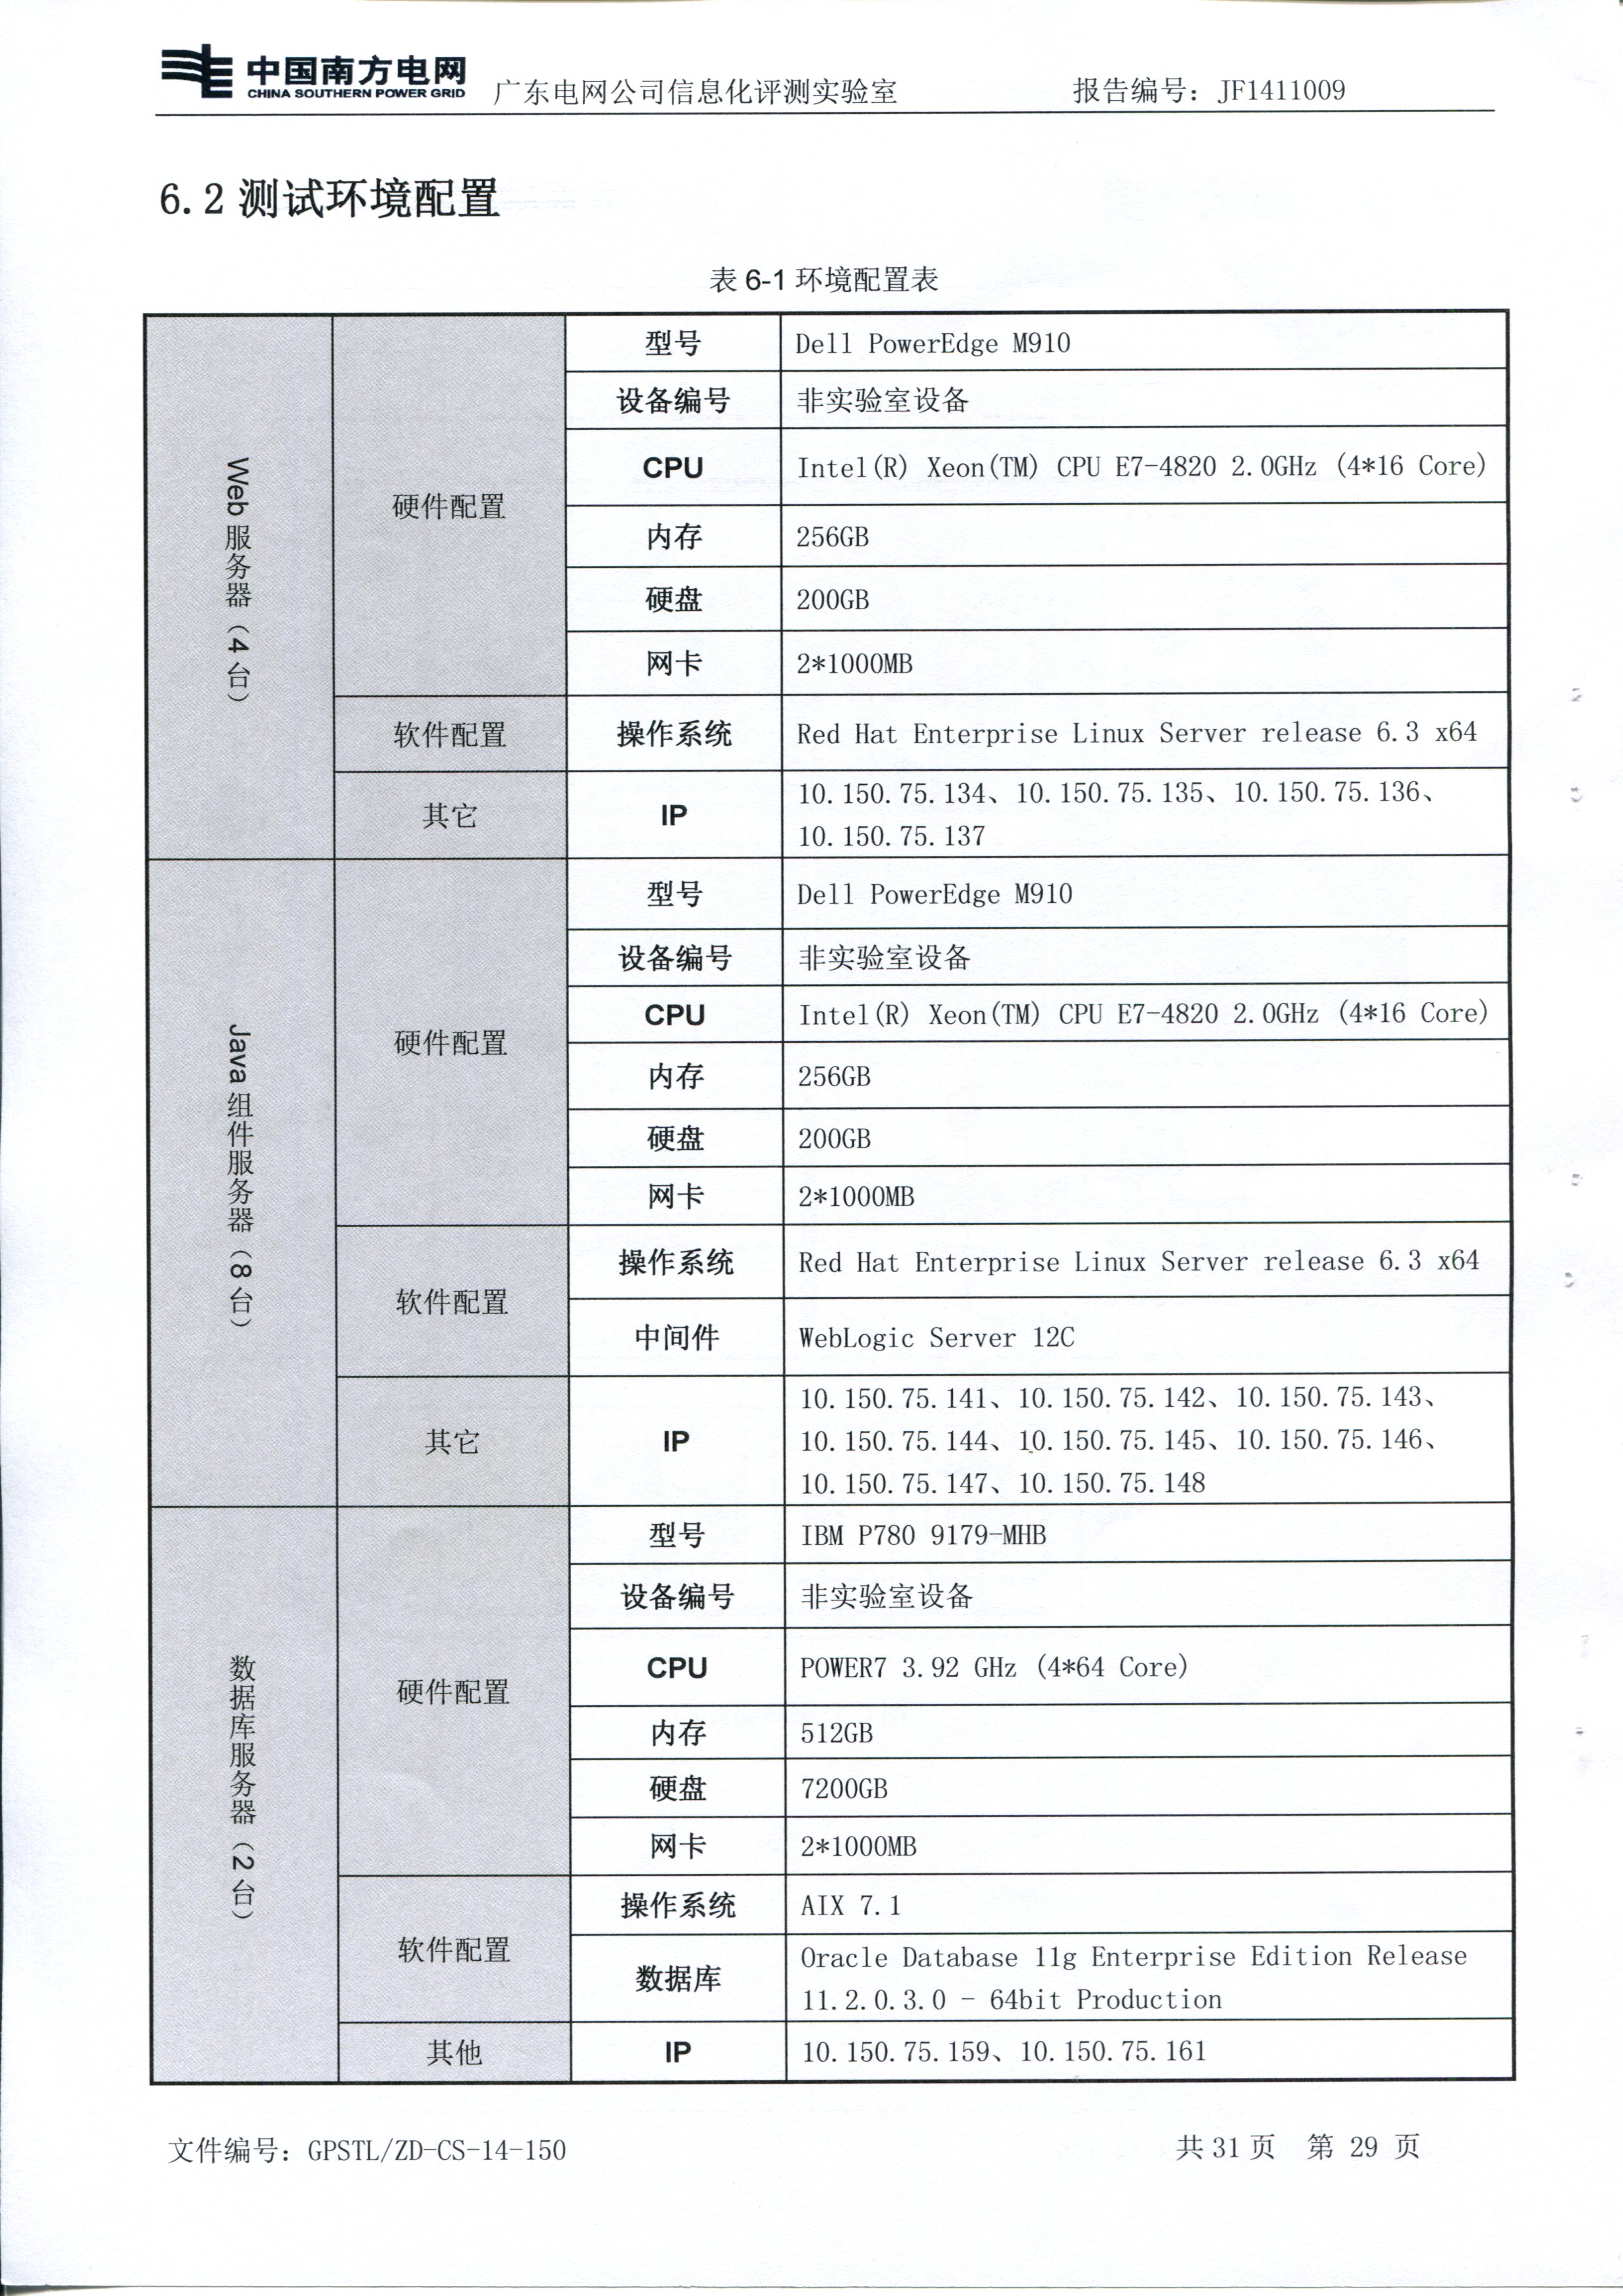 中国南方电网
CHINA SOUTHERN POWER GRID
广东电网公司信息化评测实验室 报告编号：JF1411009
6.2 测试环境配置
表 6-1 环境配置表
Web 服务器（4 台）
硬件配置
型号 Dell PowerEdge M910
设备编号 非实验室设备
CPU Intel(R) Xeon(TM) CPU E7-4820 2.0GHz (4*16 Core)
内存 256GB
硬盘 200GB
网卡 2*1000MB
软件配置 操作系统 Red Hat Enterprise Linux Server release 6.3 x64
其它 IP 10.150.75.134、10.150.75.135、10.150.75.136、
10.150.75.137
Java 组件服务器（8 台）
硬件配置
型号 Dell PowerEdge M910
设备编号 非实验室设备
CPU Intel(R) Xeon(TM) CPU E7-4820 2.0GHz (4*16 Core)
内存 256GB
硬盘 200GB
网卡 2*1000MB
软件配置
操作系统 Red Hat Enterprise Linux Server release 6.3 x64
中间件 WebLogic Server 12C
其它 IP 10.150.75.141、10.150.75.142、10.150.75.143、
10.150.75.144、10.150.75.145、10.150.75.146、
10.150.75.147、10.150.75.148
数据库服务器（2 台）
硬件配置
型号 IBM P780 9179-MHB
设备编号 非实验室设备
CPU POWER7 3.92 GHz (4*64 Core)
内存 512GB
硬盘 7200GB
网卡 2*1000MB
软件配置
操作系统 AIX 7.1
数据库 Oracle Database 11g Enterprise Edition Release
11.2.0.3.0 - 64bit Production
其他 IP 10.150.75.159、10.150.75.161
文件编号：GPSTL/ZD-CS-14-150 共 31 页 第 29 页